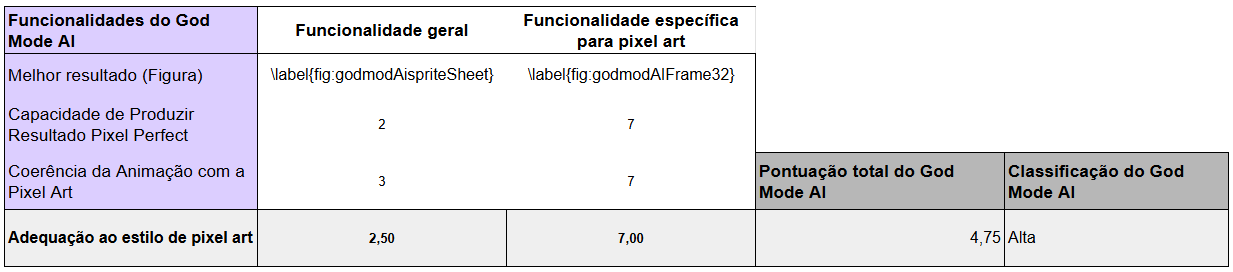 Funcionalidades do God
Mode AI
Funcionalidade geral
Funcionalidade específica
para pixel art
Melhor resultado (Figura)
\label{fig:godmodAispriteSheet}
\label{fig:godmodAIFrame32}
Capacidade de Produzir
Resultado Pixel Perfect
2
7
Coerência da Animação com a
Pixel Art
3
7
Pontuação total do God
Mode AI
Classificação do God
Mode AI
Adequação ao estilo de pixel art
2,50
7,00
4,75
Alta